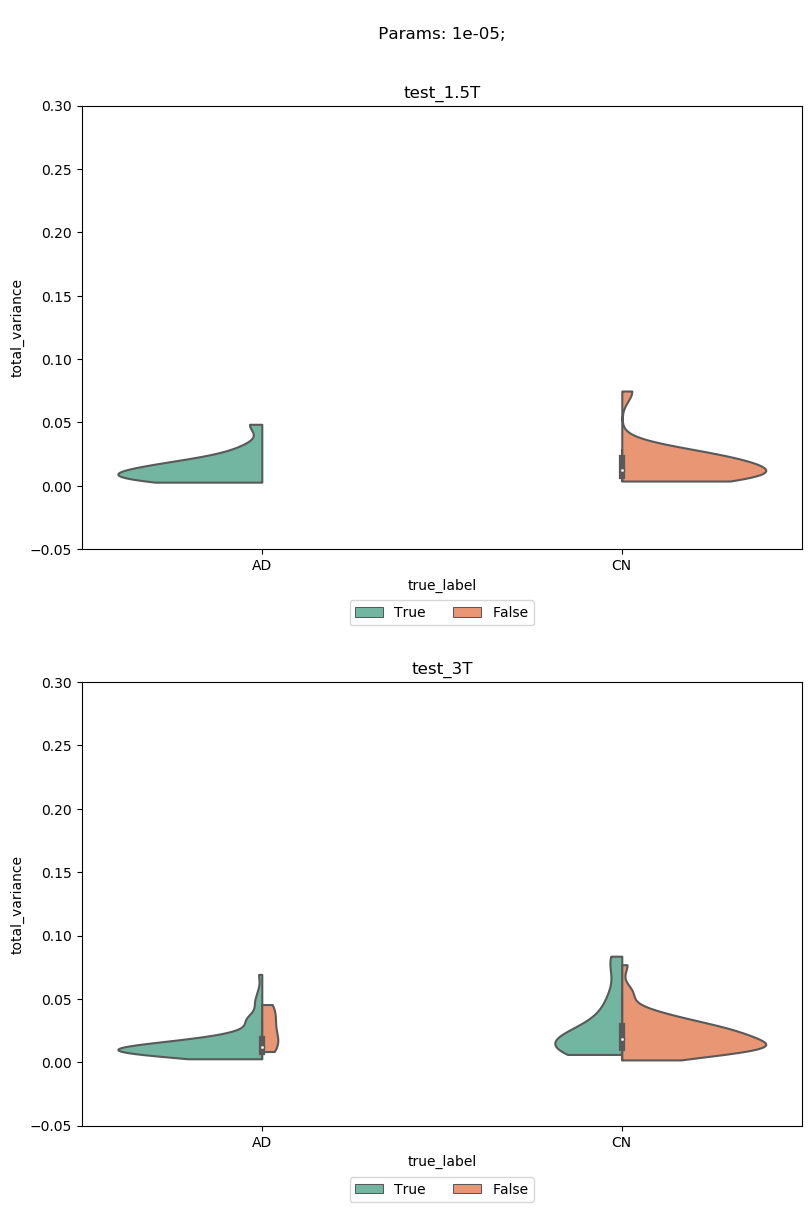 Params: 1e-05;
test_1.5T
0.30
0.25
0.20
0.15
0.10
0.05
0.00
−0.05
total_variance
AD CN
true_label
True False
test_3T
0.30
0.25
0.20
0.15
0.10
0.05
0.00
−0.05
total_variance
AD CN
true_label
True False